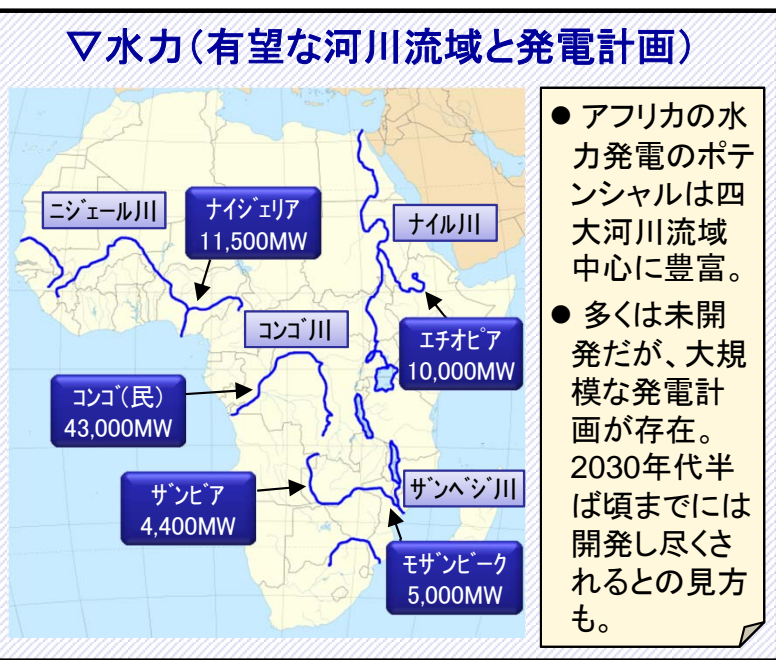 ▽水力（有望な河川流域と発電計画）
ニジェール川
ナイジェリア
11,500MW
ナイル川
コンゴ川
エチオピア
10,000MW
コンゴ（民）
43,000MW
ザンビア
4,400MW
ザンベジ川
モザンビーク
5,000MW
● アフリカの水
力発電のポテ
ンシャルは四
大河川流域
中心に豊富。
● 多くは未開
発だが、大規
模な発電計
画が存在。
2030年代半
ば頃までには
開発し尽くさ
れるとの見方
も。